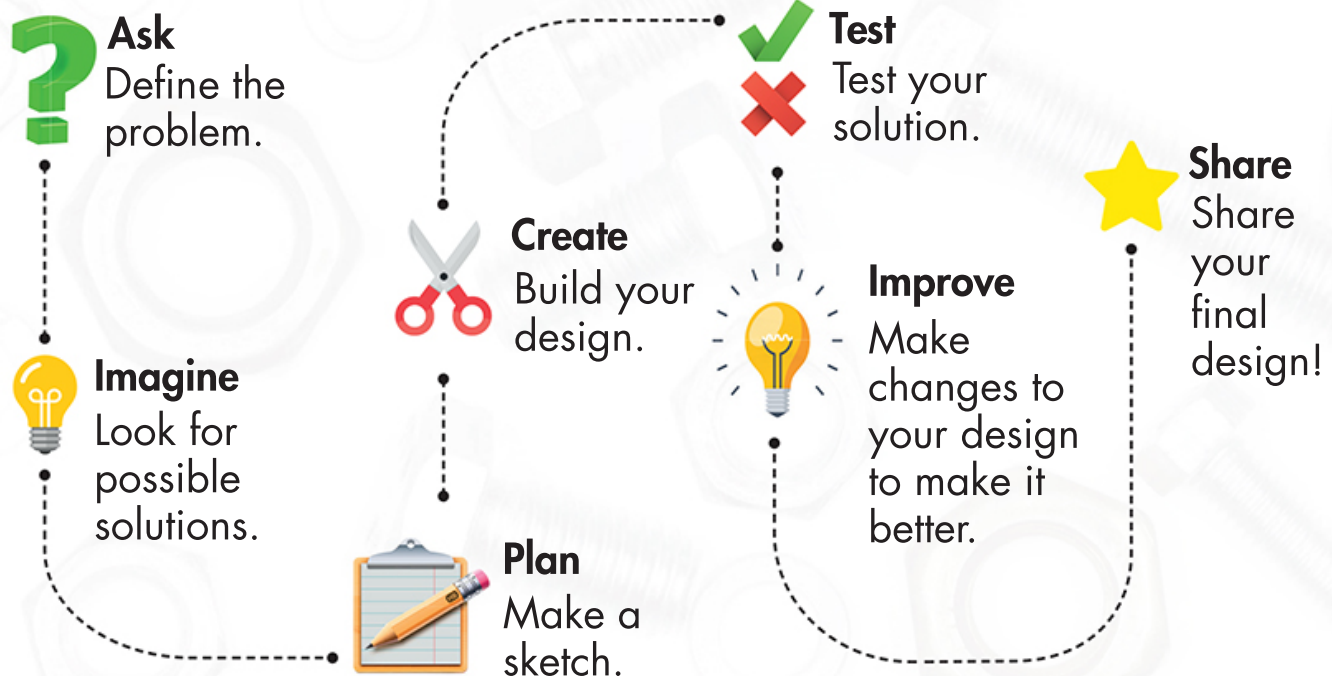 Ask
Define the
problem.
Imagine
Look for
possible
solutions.
Plan
Make a
sketch.
Create
Build your
design.
Test
Test your
solution.
Improve
Make
changes to
your design
to make it
better.
Share
Share
your
final
design!